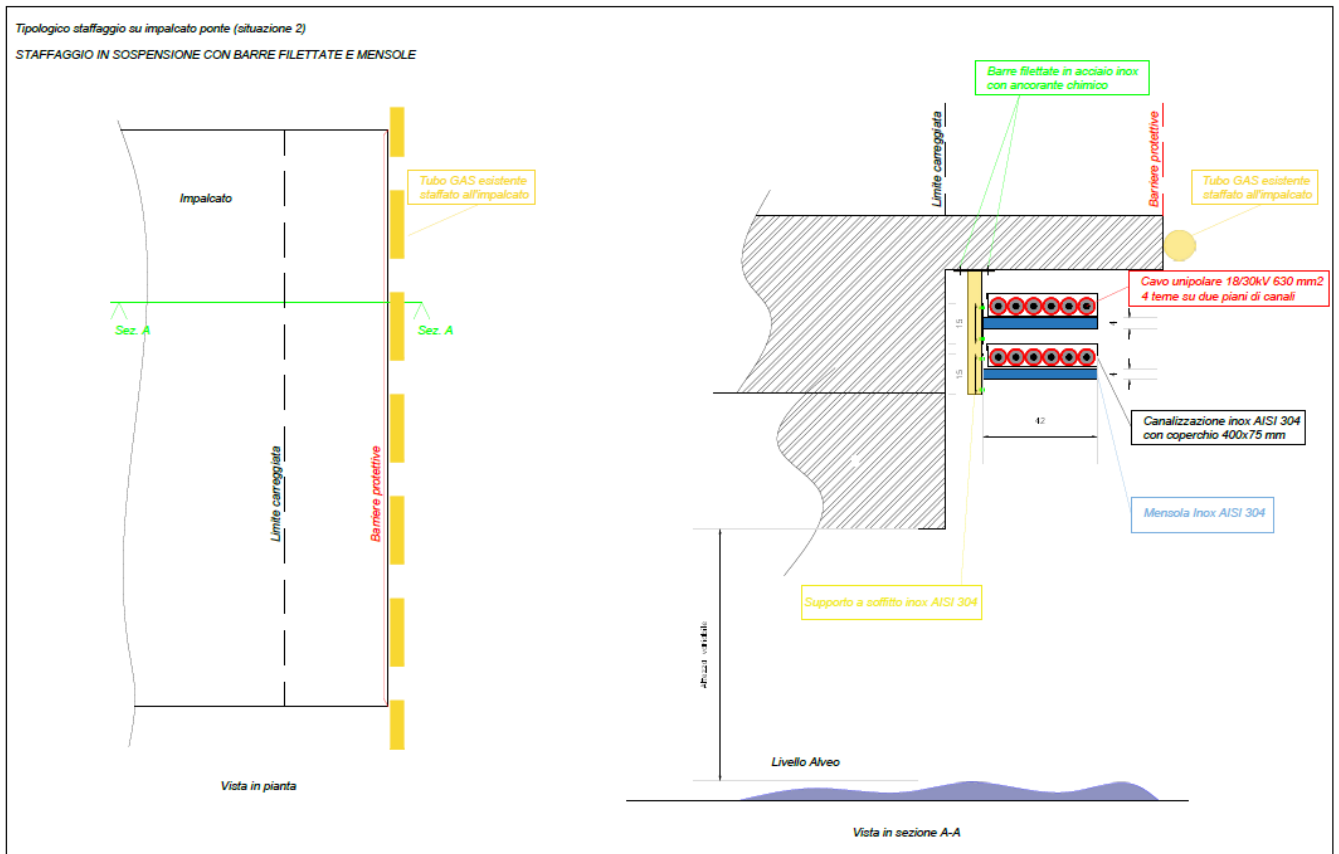 Tipologico staffaggio su impalcato ponte (situazione 2)
STAFFAGGIO IN SOSPENSIONE CON BARRE FILETTATE E MENSOLE
Impalcato
Tubo GAS esistente
staffato all'impalcato
Sez. A
Sez. A
Limite carreggiata
Barriere protettive
Vista in pianta
Barre filettate in acciaio inox
con ancorante chimico
Limite carreggiata
Barriere protettive
Tubo GAS esistente
staffato all'impalcato
Cavo unipolare 18/30kV 630 mm2
4 terne su due piani di canali
15
15
4
4
42
Canalizzazione inox AISI 304
con coperchio 400x75 mm
Mensola Inox AISI 304
Supporto a soffitto inox AISI 304
Altezza variabile
Livello Alveo
Vista in sezione A-A